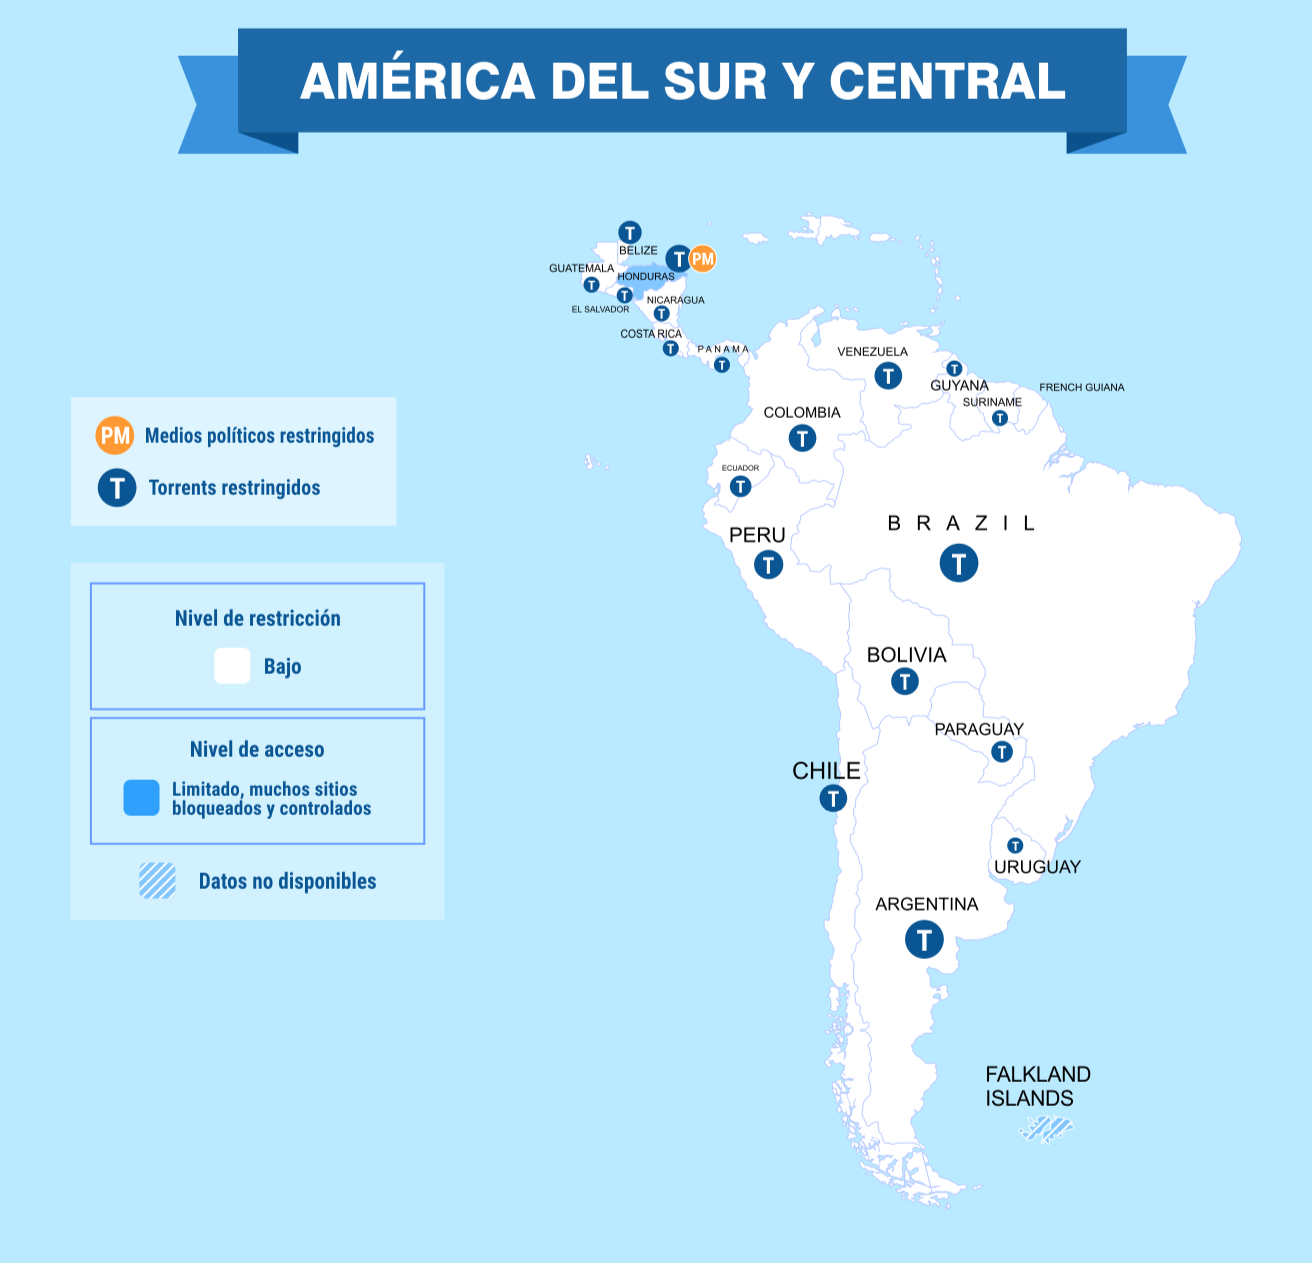 AMÉRICA DEL SUR Y CENTRAL
T
BELIZE
T PM
GUATEMALA
T
HONDURAS
T
EL SALVADOR
NICARAGUA
T
COSTA RICA
T
PANAMA
T
VENEZUELA
T
T
GUYANA
FRENCH GUIANA
SURINAME
T
COLOMBIA
T
ECUADOR
T
PERU
T
BRAZIL
T
BOLIVIA
T
PARAGUAY
T
CHILE
T
T
URUGUAY
ARGENTINA
T
FALKLAND
ISLANDS
PM Medios políticos restringidos
T Torrents restringidos
Nivel de restricción
Bajo
Nivel de acceso
Limitado, muchos sitios
bloqueados y controlados
Datos no disponibles